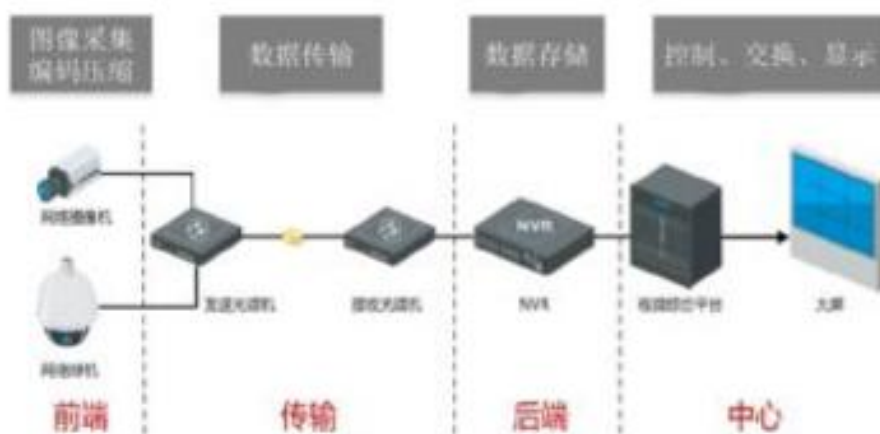 图像采集
编码压缩
数据传输
数据存储
控制、交换、显示
网络摄像机
NVR
发送光端机
接收光端机
NVR
视频综合平台
大屏
网络球机
前端
传输
后端
中心